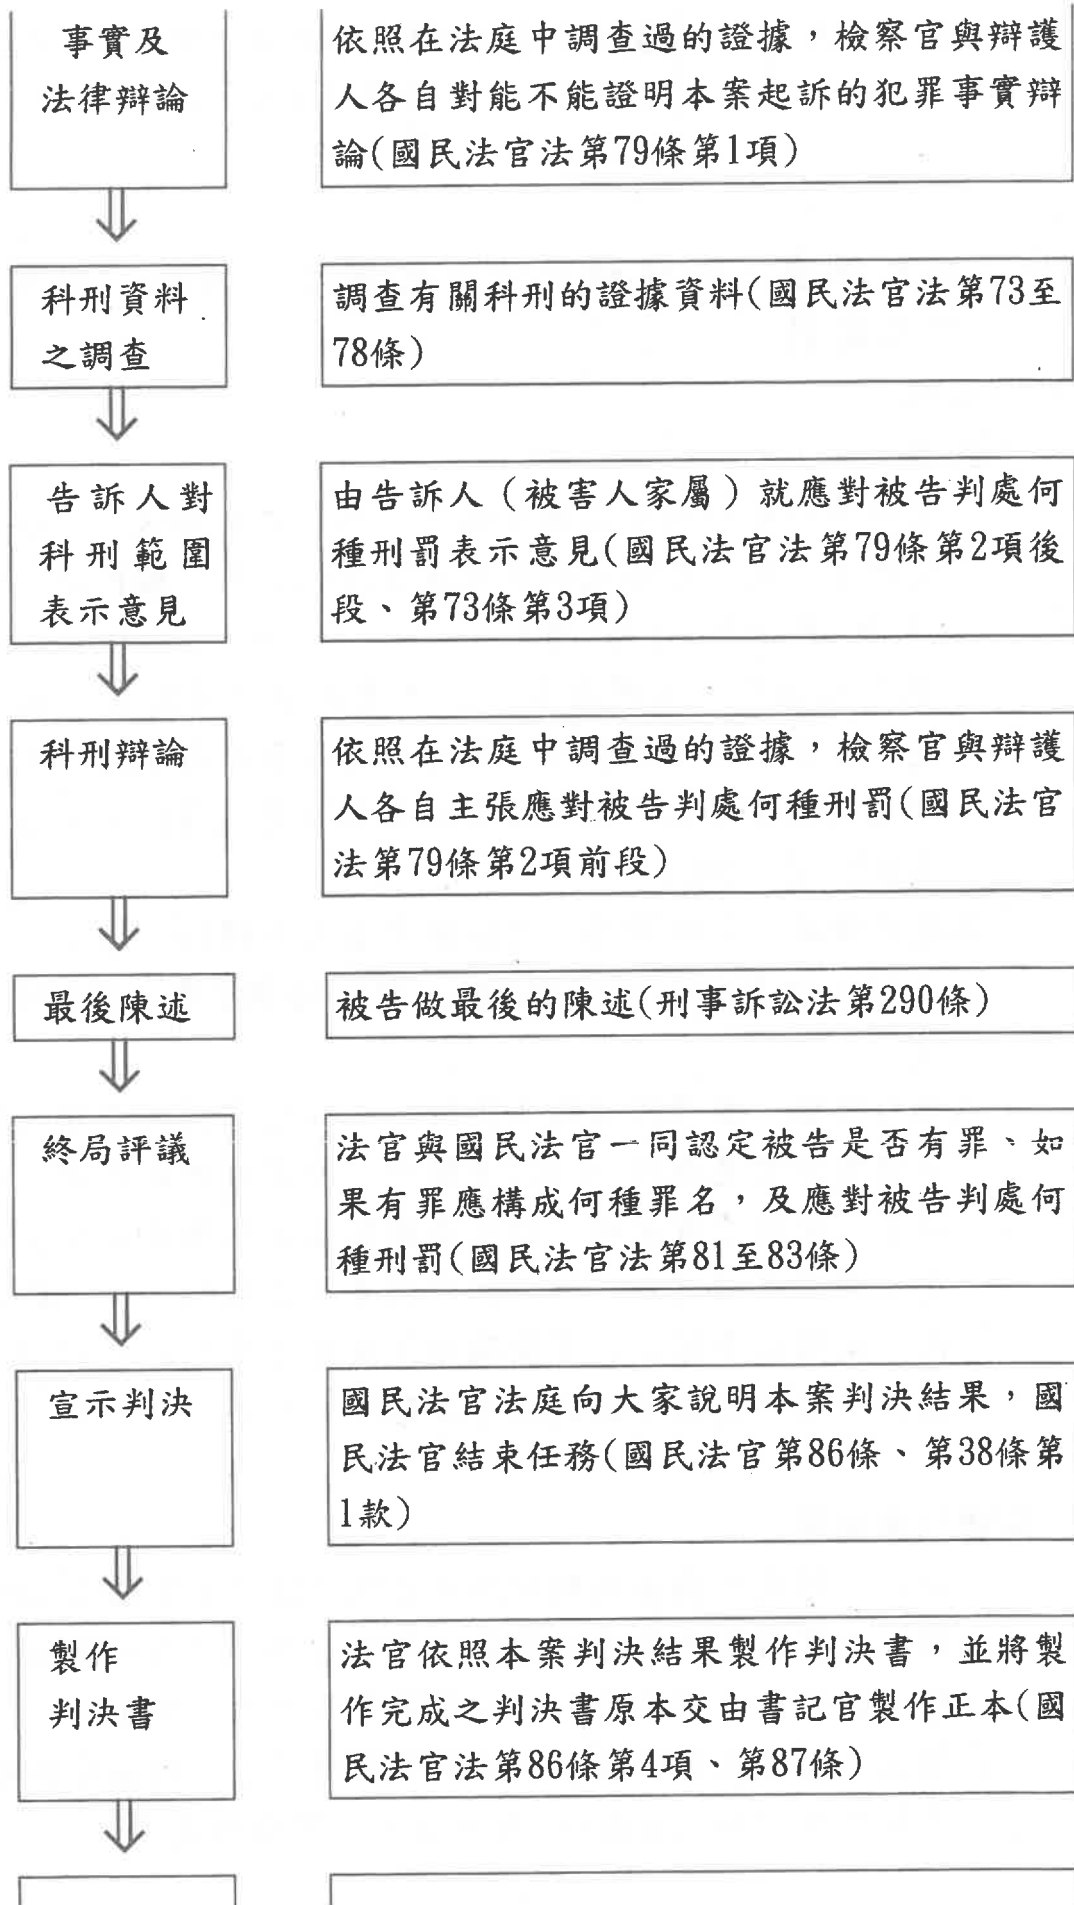 事實及
法律辯論
依照在法庭中調查過的證據，檢察官與辯護
人各自對能不能證明本案起訴的犯罪事實辯
論(國民法官法第79條第1項)
科刑資料
之調查
調查有關科刑的證據資料(國民法官法第73至
78條)
告訴人對
科刑範圍
表示意見
由告訴人（被害人家屬）就應對被告判處何
種刑罰表示意見(國民法官法第79條第2項後
段、第73條第3項)
科刑辯論
依照在法庭中調查過的證據，檢察官與辯護
人各自主張應對被告判處何種刑罰(國民法官
法第79條第2項前段)
最後陳述
被告做最後的陳述(刑事訴訟法第290條)
終局評議
法官與國民法官一同認定被告是否有罪、如
果有罪應構成何種罪名，及應對被告判處何
種刑罰(國民法官法第81至83條)
宣示判決
國民法官法庭向大家說明本案判決結果，國
民法官結束任務(國民法官第86條、第38條第
1款)
製作
判決書
法官依照本案判決結果製作判決書，並將製
作完成之判決書原本交由書記官製作正本(國
民法官法第86條第4項、第87條)